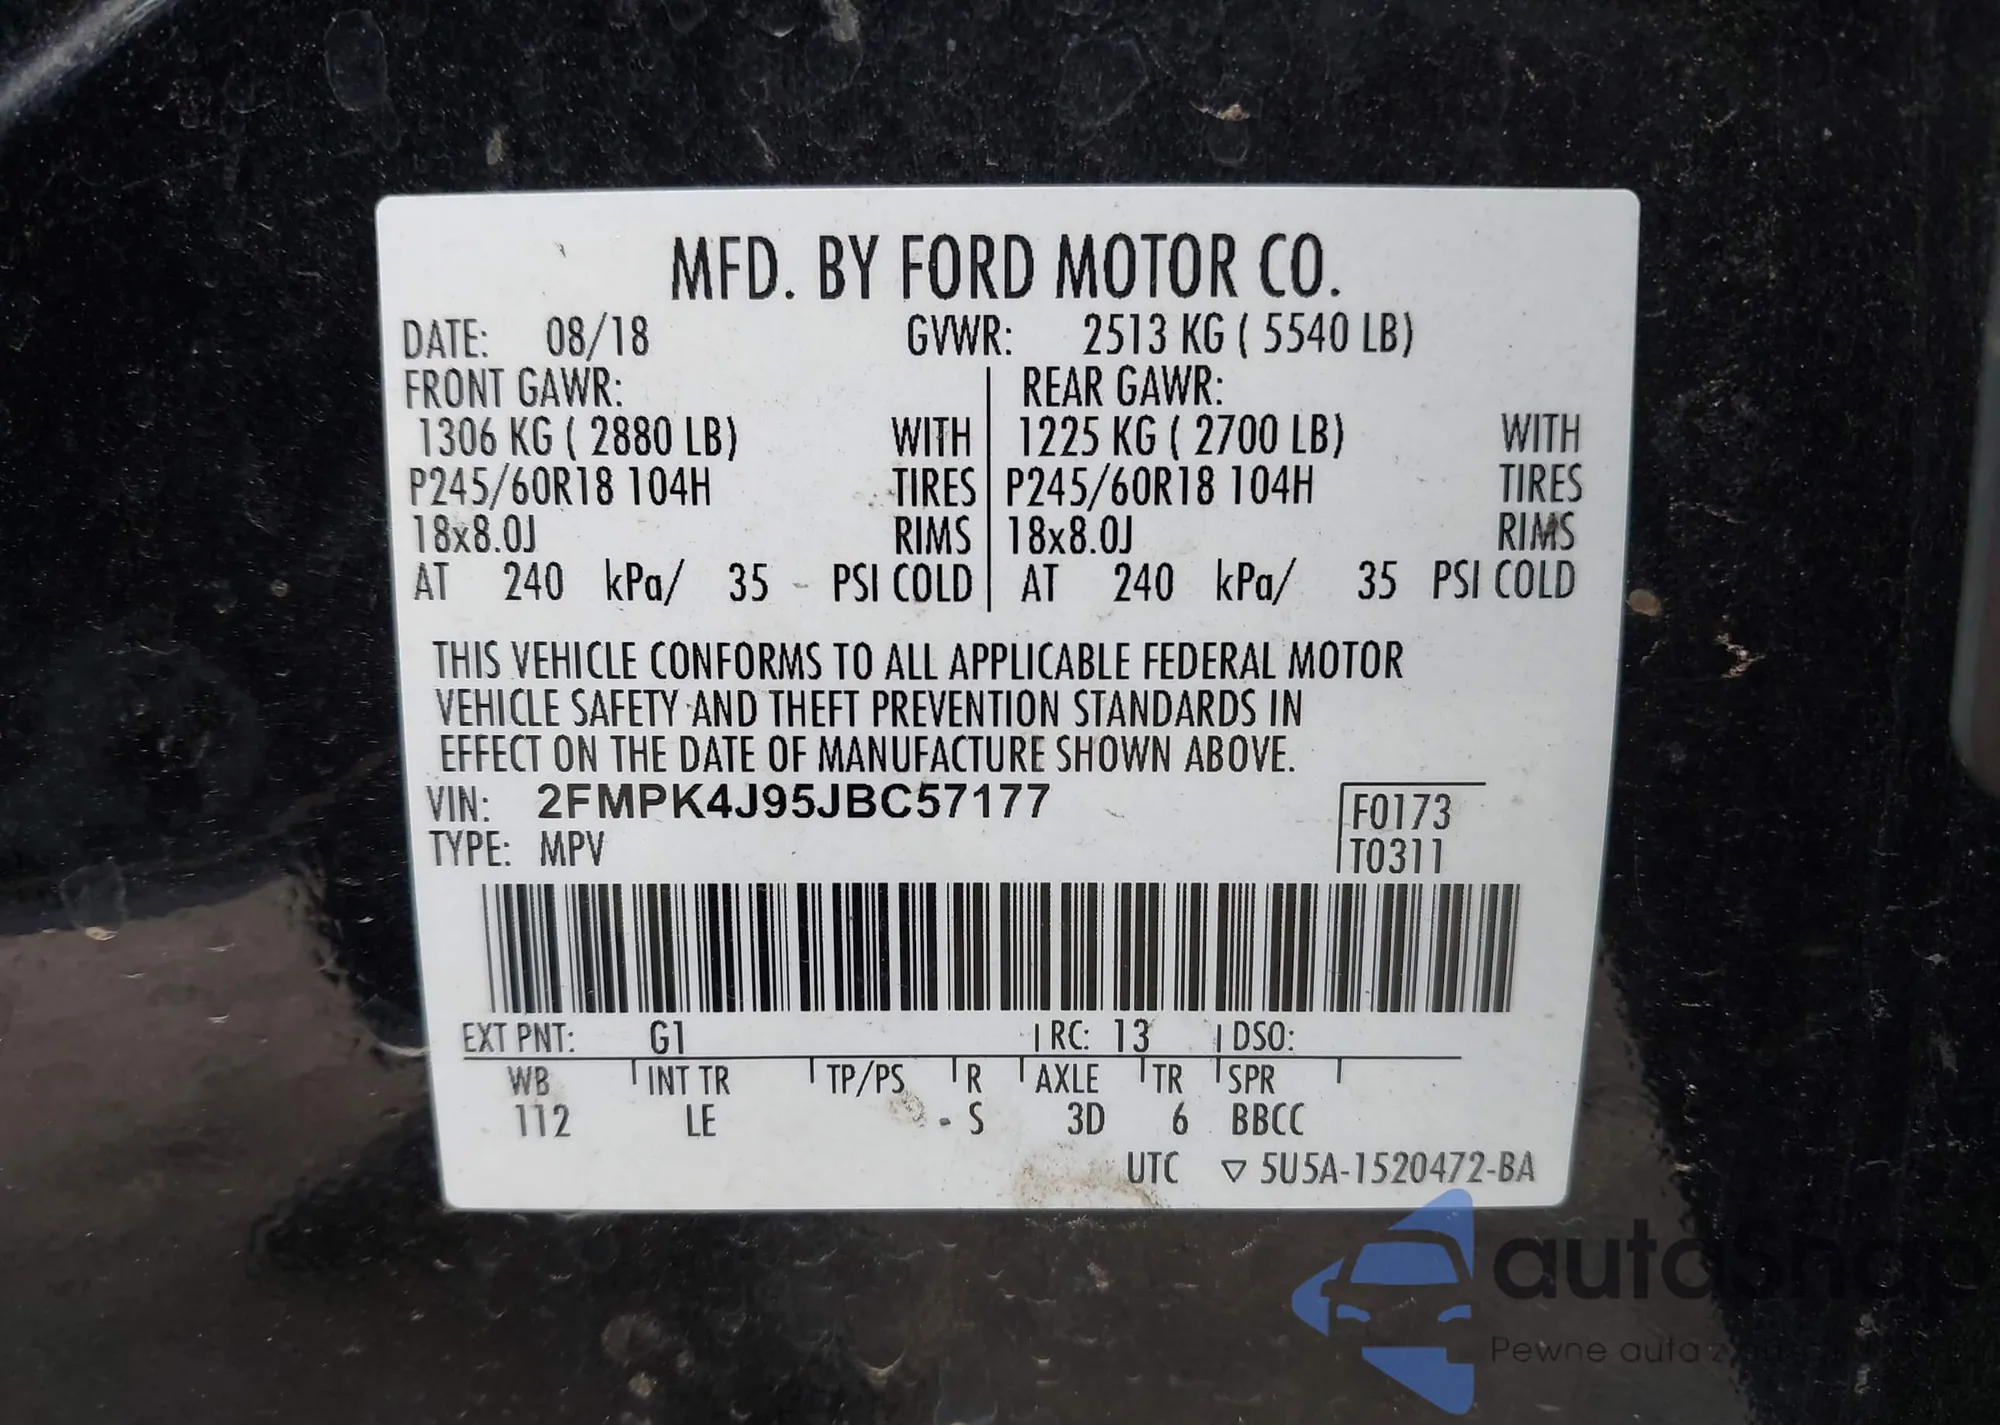 MFD. BY FORD MOTOR CO.
DATE: 08/18 GVWR: 2513 KG ( 5540 LB)
FRONT GAWR: REAR GAWR:
1306 KG ( 2880 LB) WITH 1225 KG ( 2700 LB) WITH
P245/60R18 104H TIRES P245/60R18 104H TIRES
18x8.0J RIMS 18x8.0J RIMS
AT 240 kPa/ 35 PSI COLD AT 240 kPa/ 35 PSI COLD
THIS VEHICLE CONFORMS TO ALL APPLICABLE FEDERAL MOTOR
VEHICLE SAFETY AND THEFT PREVENTION STANDARDS IN
EFFECT ON THE DATE OF MANUFACTURE SHOWN ABOVE.
VIN: 2FMPK4J95JBC57177 F0173
TYPE: MPV T0311
EXT PNT: G1 RC: 13 DSO:
WB INT TR TP/PS R AXLE TR SPR
112 LE S 3D 6 BBCC
UTC ▽ 5U5A-1520472-BA
autasnap
Pewne auta z